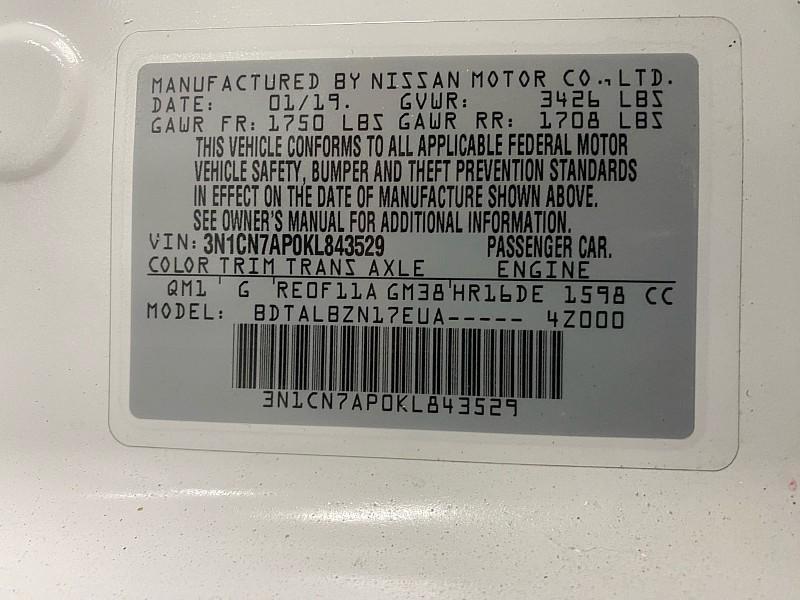 MANUFACTURED BY NISSAN MOTOR CO., LTD.
DATE: 01/19. GVWR: 3426 LBS
GAWR FR: 1750 LBS GAWR RR: 1708 LBS
THIS VEHICLE CONFORMS TO ALL APPLICABLE FEDERAL MOTOR
VEHICLE SAFETY, BUMPER AND THEFT PREVENTION STANDARDS
IN EFFECT ON THE DATE OF MANUFACTURE SHOWN ABOVE.
SEE OWNER'S MANUAL FOR ADDITIONAL INFORMATION.
VIN: 3N1CN7AP0KL843529 PASSENGER CAR.
COLOR TRIM TRANS AXLE ENGINE
QM1 G RE0F11A GM38 HR16DE 1598 CC
MODEL: BDTALBZN17EUA----- 4Z000
3N1CN7AP0KL843529